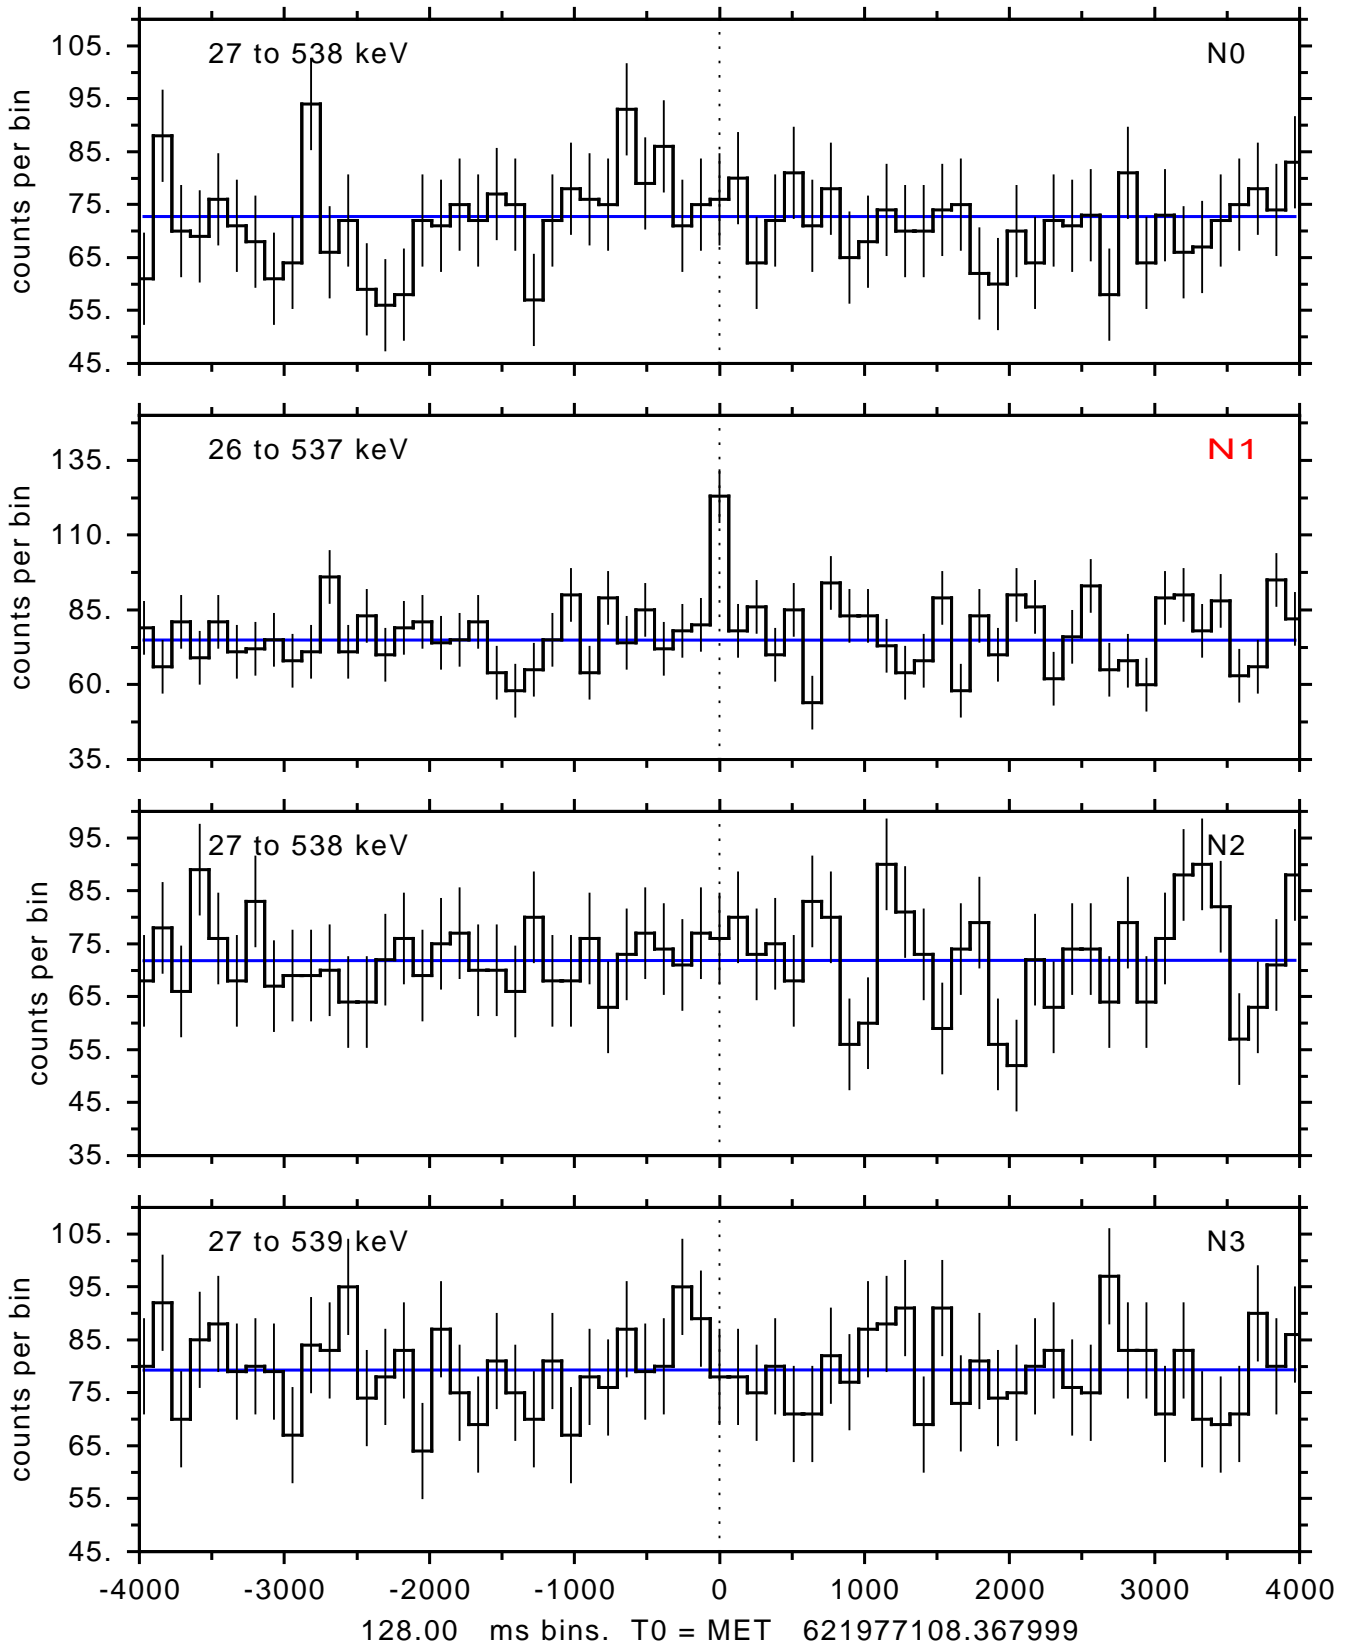 27 to 538 keV N0
counts per bin
105.
95.
85.
75.
65.
55.
45.
26 to 537 keV N1
counts per bin
135.
110.
85.
60.
35.
27 to 538 keV N2
counts per bin
95.
85.
75.
65.
55.
45.
35.
27 to 539 keV N3
counts per bin
105.
95.
85.
75.
65.
55.
45.
-4000 -3000 -2000 -1000 0 1000 2000 3000 4000
128.00 ms bins. T0 = MET 621977108.367999